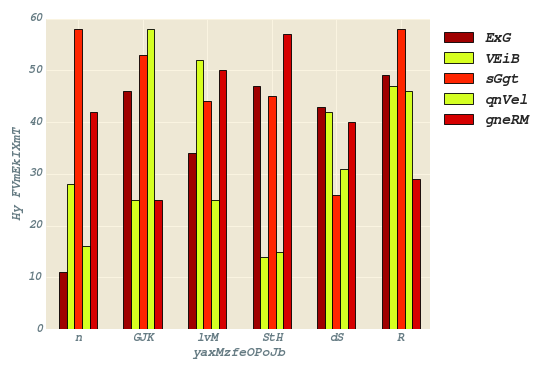 60
50
40
30
20
10
0
Hy FVmEkIXmT
n GJK lvM StH dS R
yaxMzfeOPoJb
ExG
VEiB
sGgt
qnVel
gneRM